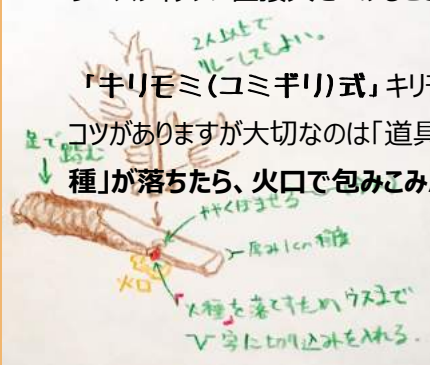 2人以上で
リレーしてもよい。
「キリモミ(ユミギリ)式」キリモ
コツがありますが大切なのは「道具
足で踏む
種」が落ちたら、火口で包みこみ
ややくぼませる
厚み1cm程度
火口
「火種」を落とすため ウスまで
V字に切り込みを入れる。